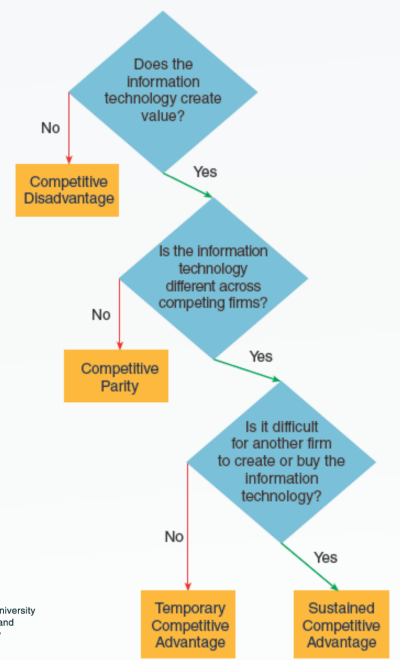 Does the
information
technology create
value?
No
Yes
Competitive
Disadvantage
Is the information
technology
different across
competing firms?
No
Yes
Competitive
Parity
Is it difficult
for another firm
to create or buy the
information
technology?
No
Yes
niversity
and
Temporary
Competitive
Advantage
Sustained
Competitive
Advantage